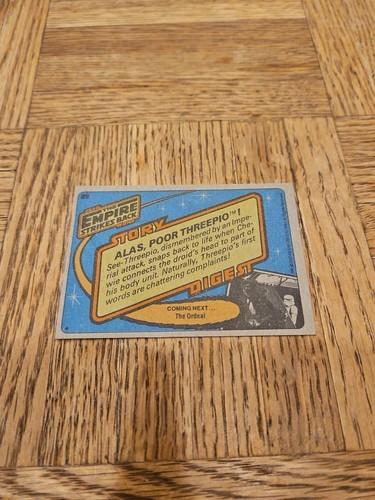 THE
EMPIRE
STRIKES BACK
STORY
ALAS, POOR THREEPIO!
See-Threepio, dismembered by an Impe-
rial attack, snaps back to life when Che-
wie connects the droid's head to part of
his body unit. Naturally, Threepio's first
words are chattering complaints!
DIGEST
COMING NEXT...
The Ordeal